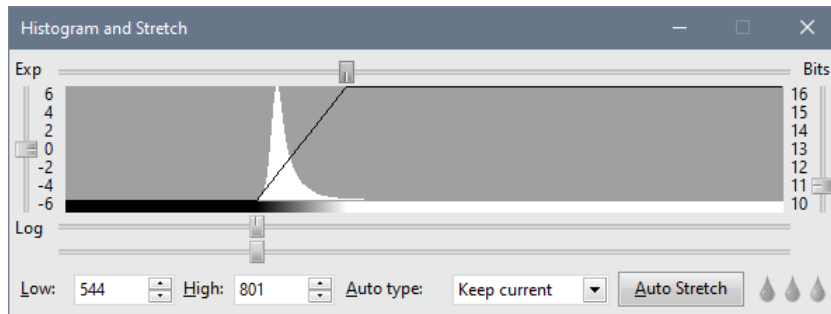 Histogram and Stretch
Exp Bits
6 16
4 15
2 14
0 13
-2 12
-4 11
-6 10
Log
Low: 544 High: 801 Auto type: Keep current Auto Stretch